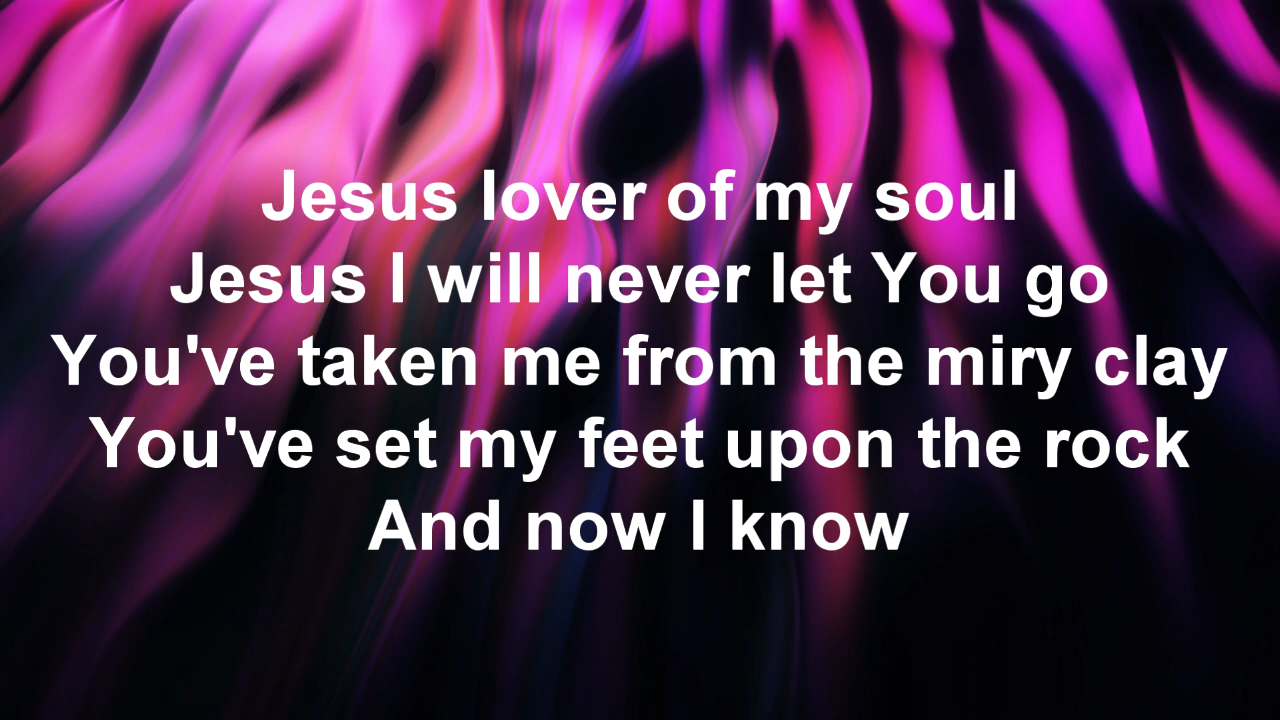 Jesus lover of my soul
Jesus I will never let You go
You've taken me from the miry clay
You've set my feet upon the rock
And now I know